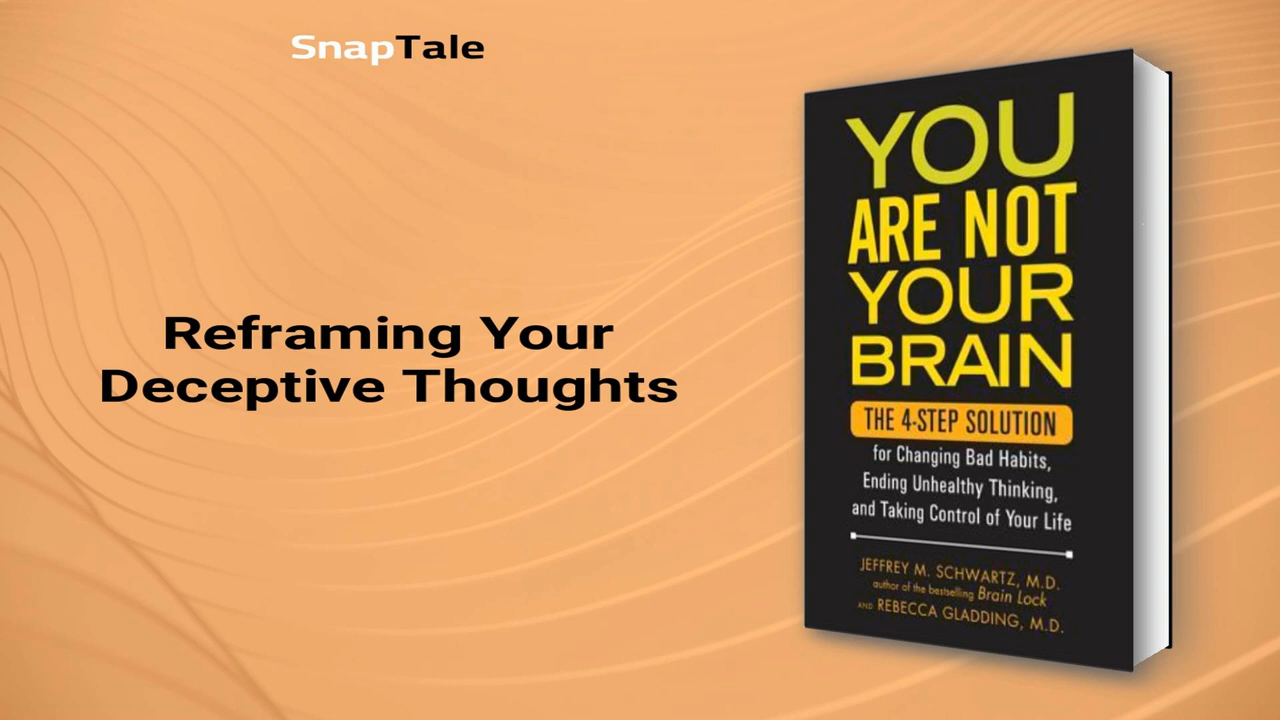 SnapTale
Reframing Your
Deceptive Thoughts
YOU
ARE NOT
YOUR
BRAIN
THE 4-STEP SOLUTION
for Changing Bad Habits,
Ending Unhealthy Thinking,
and Taking Control of Your Life
JEFFREY M. SCHWARTZ, M.D.
author of the bestselling Brain Lock
AND REBECCA GLADDING, M.D.